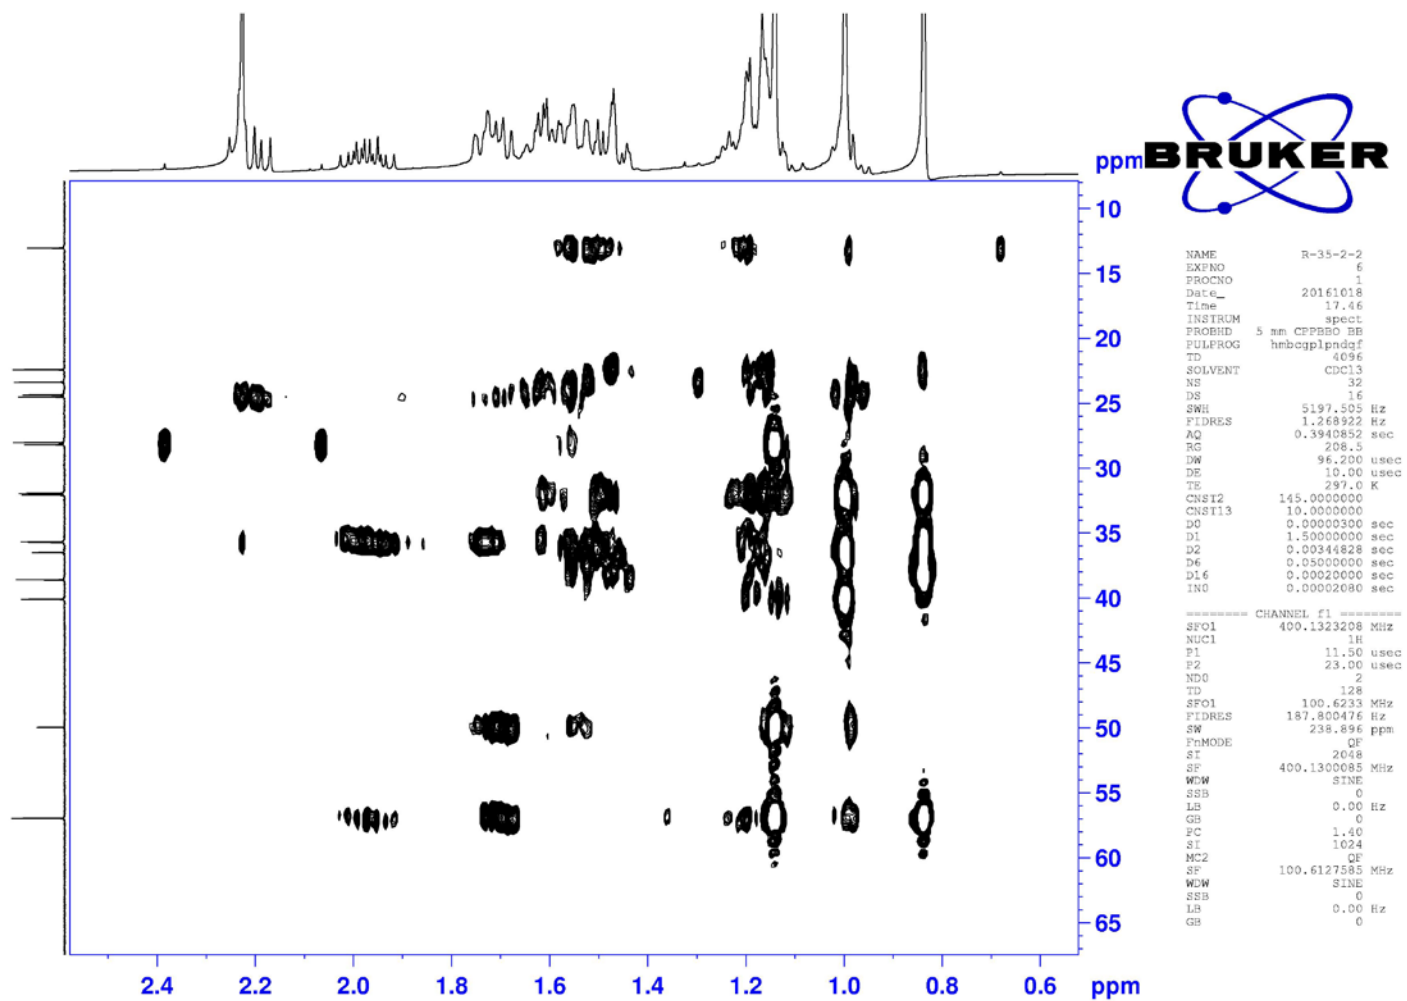 ppm
BRUKER
10
15
20
25
30
35
40
45
50
55
60
65
2.4 2.2 2.0 1.8 1.6 1.4 1.2 1.0 0.8 0.6 ppm
NAME R-35-2-2
EXPNO 6
PROCNO 1
Date_ 20161018
Time 17.46
INSTRUM spect
PROBHD 5 mm CPPBBO BB
PULPROG hmbcgplpndqf
TD 4096
SOLVENT CDCl3
NS 32
DS 16
SWH 5197.505 Hz
FIDRES 1.268922 Hz
AQ 0.3940852 sec
RG 208.5
DW 96.200 usec
DE 10.00 usec
TE 297.0 K
CNST2 145.0000000
CNST13 10.0000000
D0 0.00000300 sec
D1 1.50000000 sec
D2 0.00344828 sec
D6 0.05000000 sec
D16 0.00020000 sec
IN0 0.00002080 sec
======== CHANNEL f1 ========
SFO1 400.1323208 MHz
NUC1 1H
P1 11.50 usec
P2 23.00 usec
ND0 2
TD 128
SFO1 100.6233 MHz
FIDRES 187.800476 Hz
SW 238.896 ppm
FnMODE QF
SI 2048
SF 400.1300085 MHz
WDW SINE
SSB 0
LB 0.00 Hz
GB 0
PC 1.40
SI 1024
MC2 QF
SF 100.6127585 MHz
WDW SINE
SSB 0
LB 0.00 Hz
GB 0